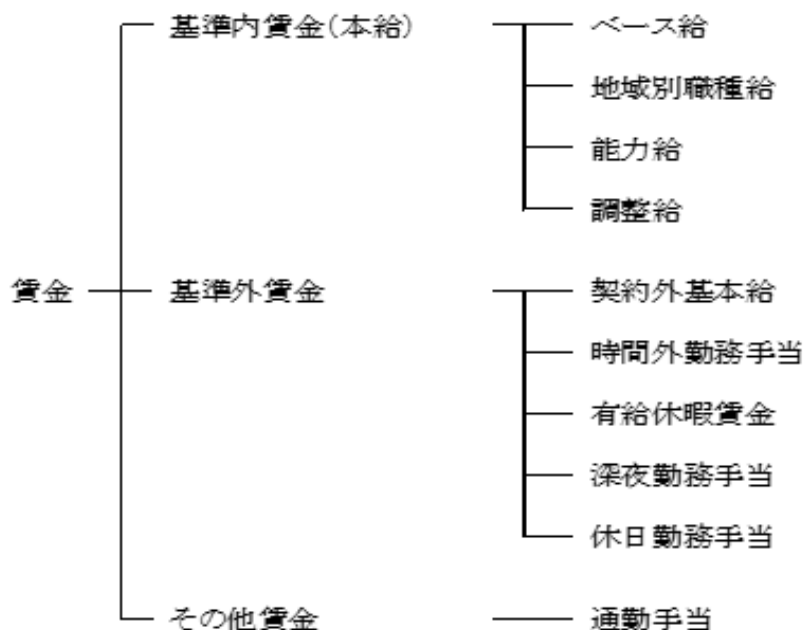 基準内賃金(本給) ベース給
地域別職種給
能力給
調整給
賃金 基準外賃金 契約外基本給
時間外勤務手当
有給休暇賃金
深夜勤務手当
休日勤務手当
その他賃金 通勤手当